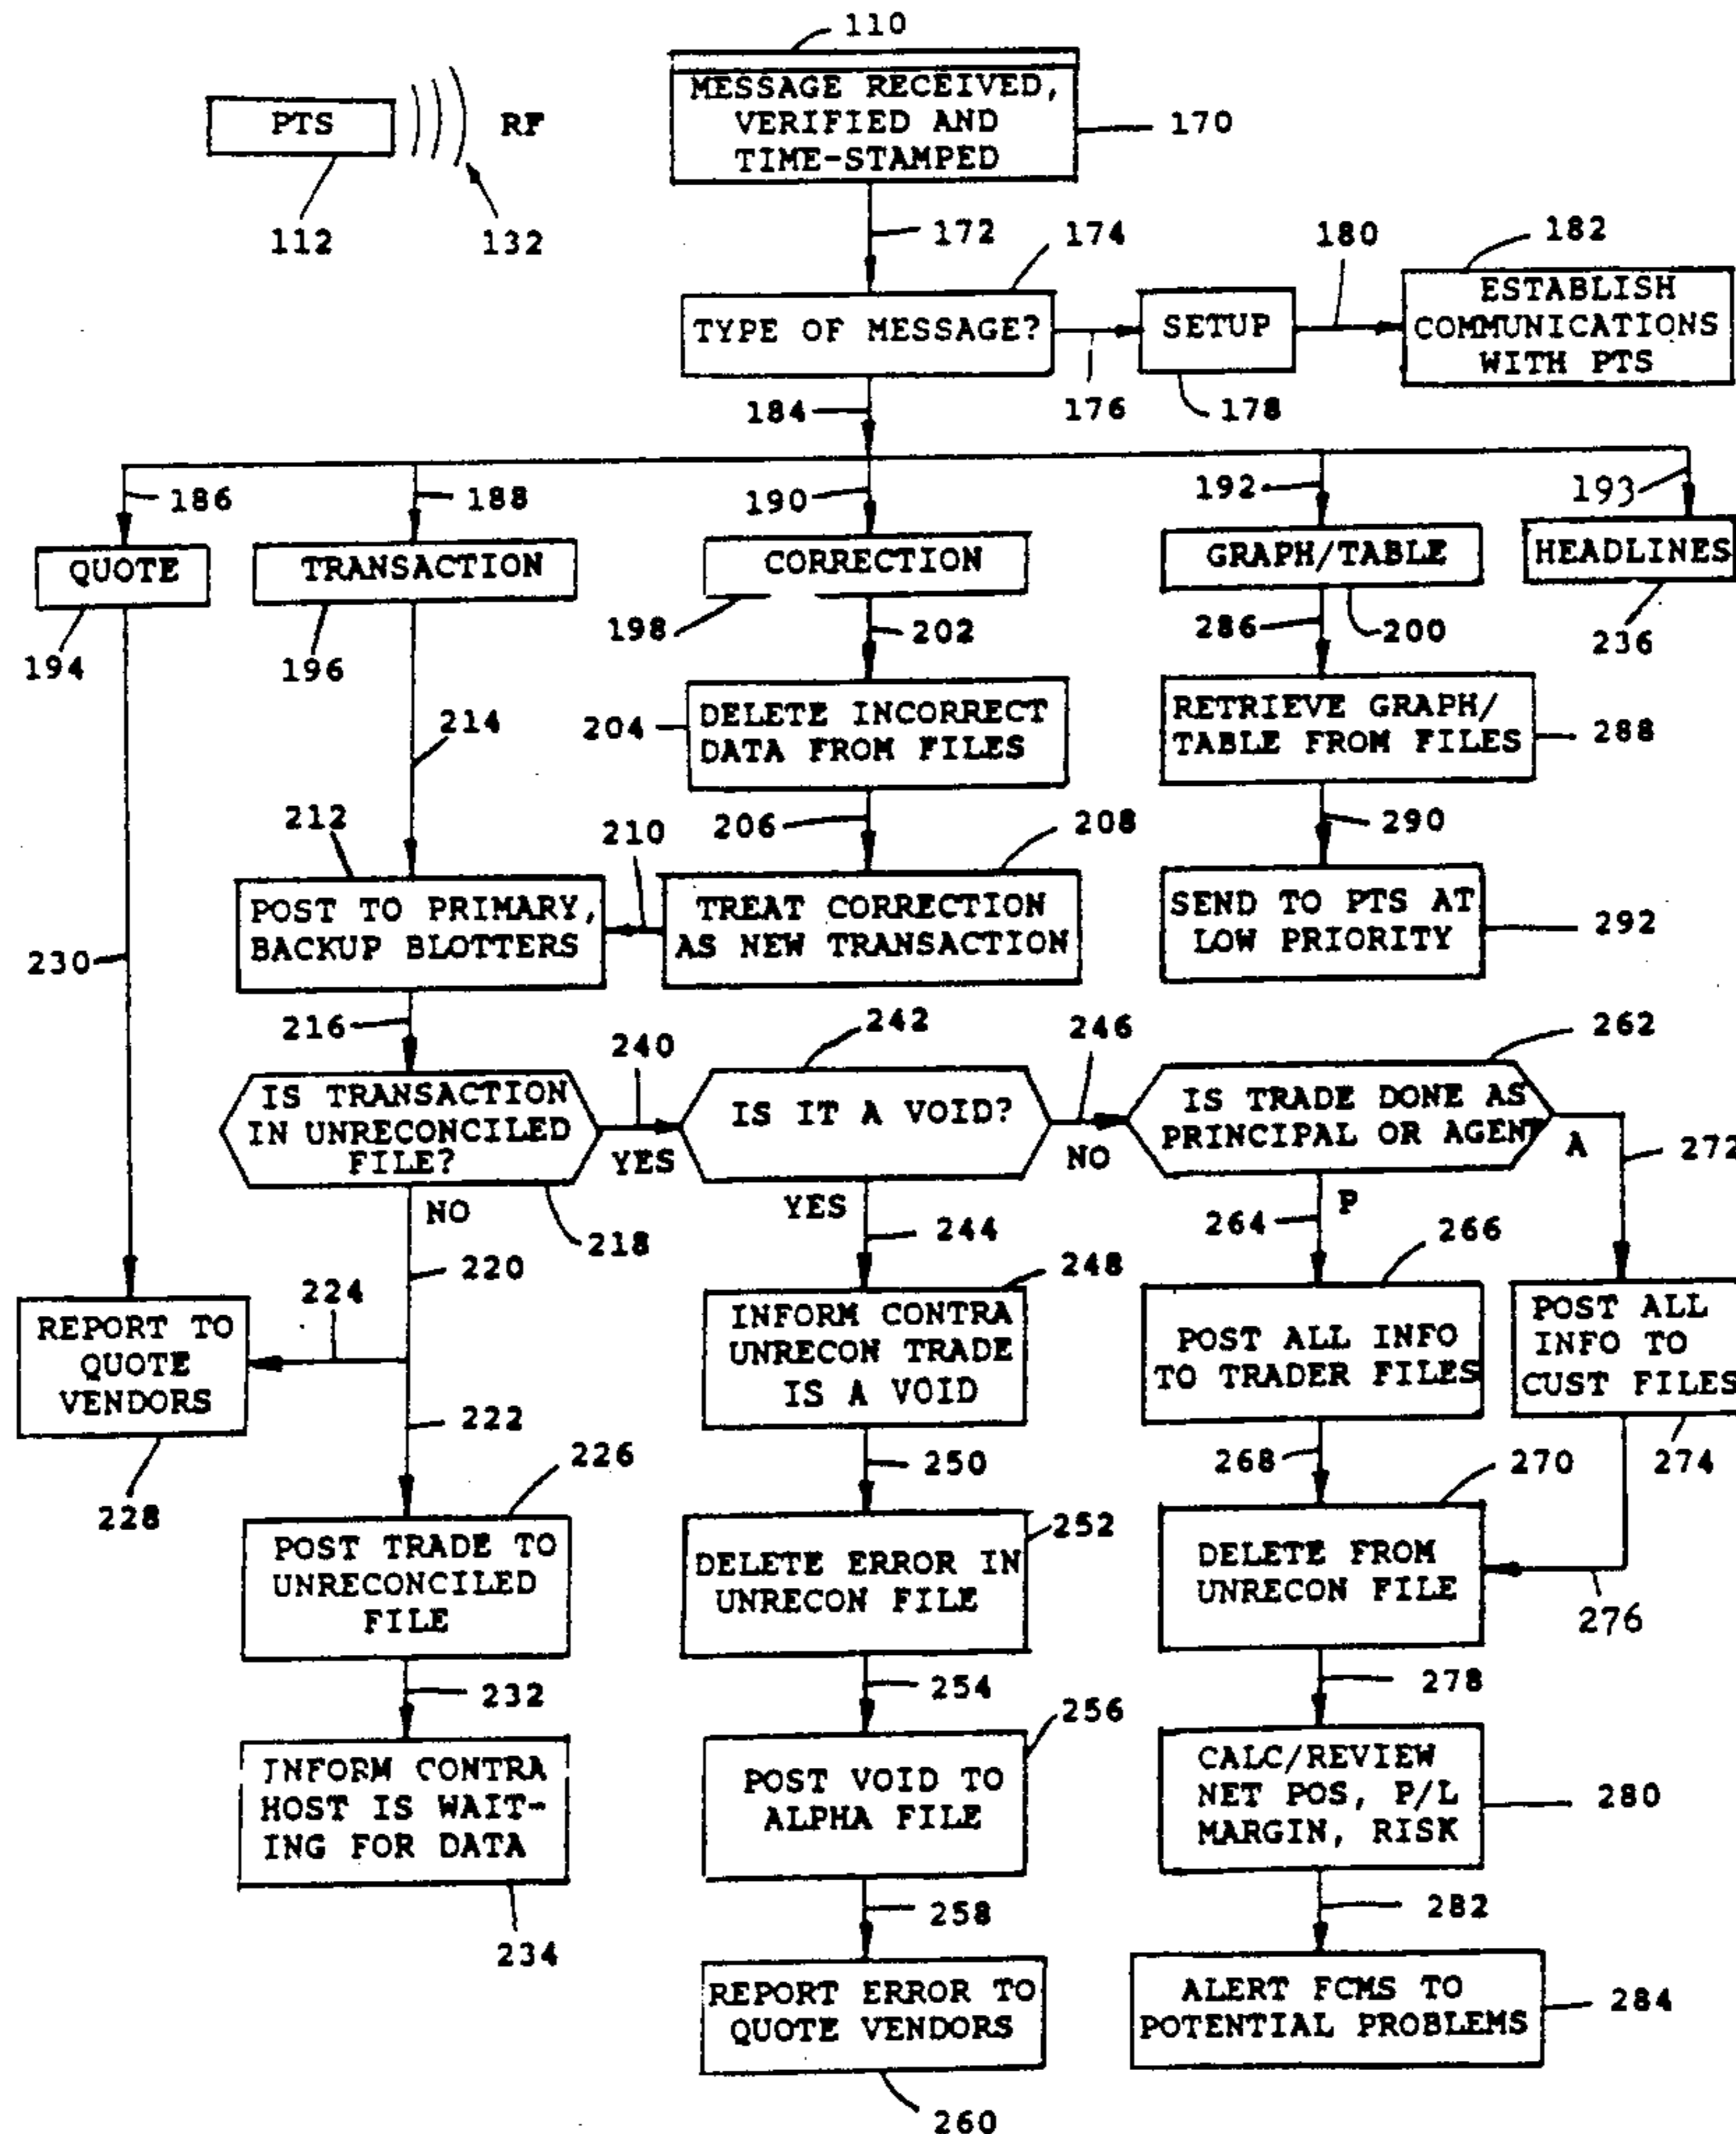 110
MESSAGE RECEIVED,
VERIFIED AND
TIME-STAMPED
170
PTS
RF
112
132
172
174
180
182
TYPE OF MESSAGE?
SETUP
ESTABLISH
COMMUNICATIONS
WITH PTS
184
176
178
186
188
190
192
193
QUOTE
TRANSACTION
CORRECTION
GRAPH/TABLE
HEADLINES
194
196
198
202
286
200
236
204
DELETE INCORRECT
DATA FROM FILES
RETRIEVE GRAPH/
TABLE FROM FILES
288
214
212
210
206
208
290
POST TO PRIMARY,
BACKUP BLOTTERS
TREAT CORRECTION
AS NEW TRANSACTION
SEND TO PTS AT
LOW PRIORITY
292
230
216
240
242
246
262
IS TRANSACTION
IN UNRECONCILED
FILE?
YES
IS IT A VOID?
NO
IS TRADE DONE AS
PRINCIPAL OR AGENT
A
272
NO
218
YES
P
220
244
264
266
224
248
REPORT TO
QUOTE
VENDORS
INFORM CONTRA
UNRECON TRADE
IS A VOID
POST ALL INFO
TO TRADER FILES
POST ALL
INFO TO
CUST FILES
222
228
226
250
268
270
274
POST TRADE TO
UNRECONCILED
FILE
252
DELETE ERROR IN
UNRECON FILE
DELETE FROM
UNRECON FILE
276
232
254
278
256
INFORM CONTRA
HOST IS WAIT-
ING FOR DATA
POST VOID TO
ALPHA FILE
CALC/REVIEW
NET POS, P/L
MARGIN, RISK
280
234
258
282
REPORT ERROR TO
QUOTE VENDORS
ALERT FCMS TO
POTENTIAL PROBLEMS
284
260